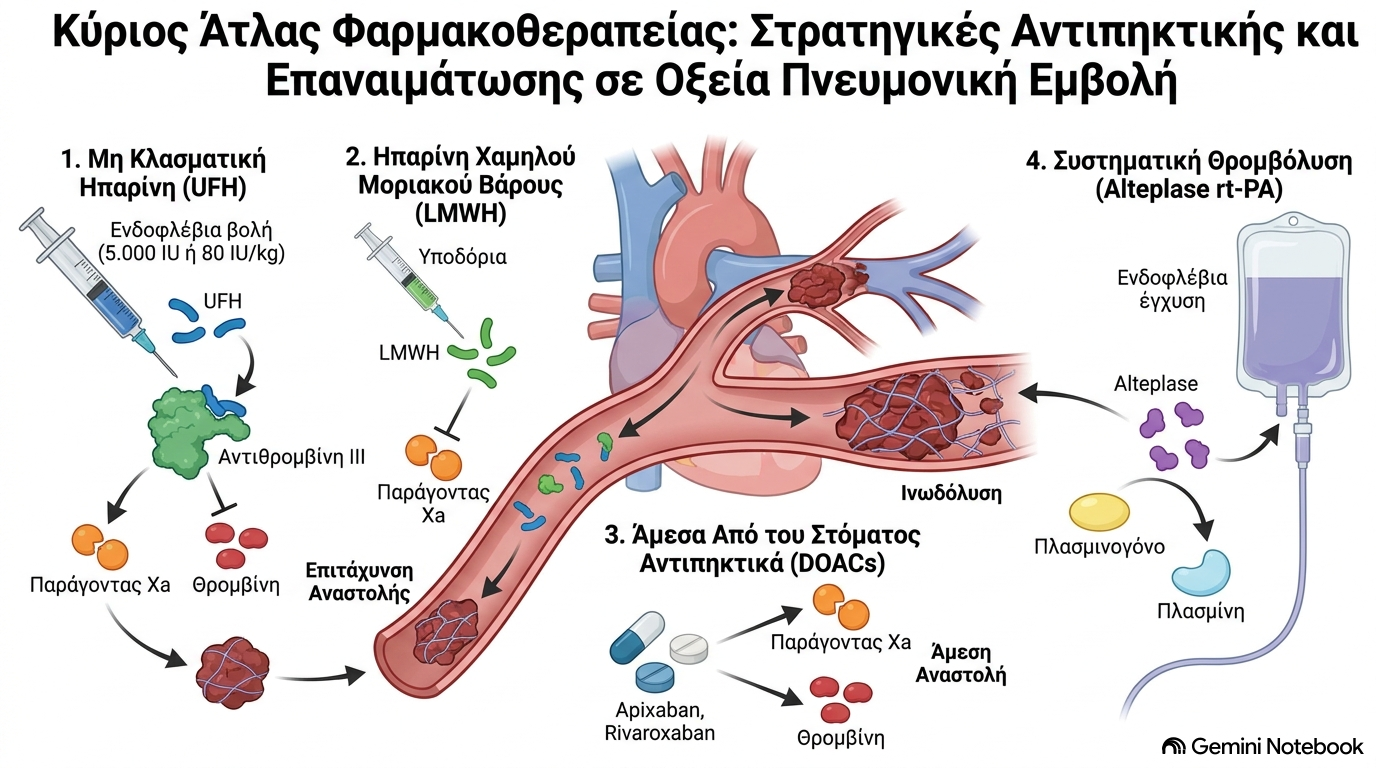 Κύριος Άτλας Φαρμακοθεραπείας: Στρατηγικές Αντιπηκτικής και
Επαναιμάτωσης σε Οξεία Πνευμονική Εμβολή
1. Μη Κλασματική
Ηπαρίνη (UFH)
Ενδοφλέβια βολή
(5.000 IU ή 80 IU/kg)
UFH
Αντιθρομβίνη III
Παράγοντας Xa
Θρομβίνη
2. Ηπαρίνη Χαμηλού
Μοριακού Βάρους
(LMWH)
Υποδόρια
LMWH
Παράγοντας
Xa
Επιτάχυνση
Αναστολής
3. Άμεσα Από του Στόματος
Αντιπηκτικά (DOACs)
Apixaban,
Rivaroxaban
Παράγοντας Xa
Θρομβίνη
Άμεση
Αναστολή
4. Συστηματική Θρομβόλυση
(Alteplase rt-PA)
Ενδοφλέβια
έγχυση
Alteplase
Πλασμινογόνο
Πλασμίνη
Ινωδόλυση
Gemini Notebook